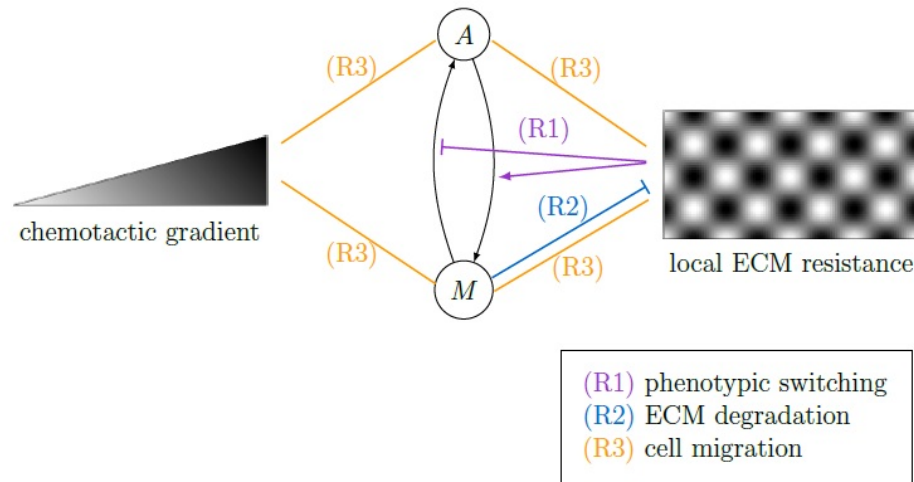 A
(R3)
(R3)
(R1)
(R2)
chemotactic gradient
(R3)
(R3)
local ECM resistance
M
(R1) phenotypic switching
(R2) ECM degradation
(R3) cell migration